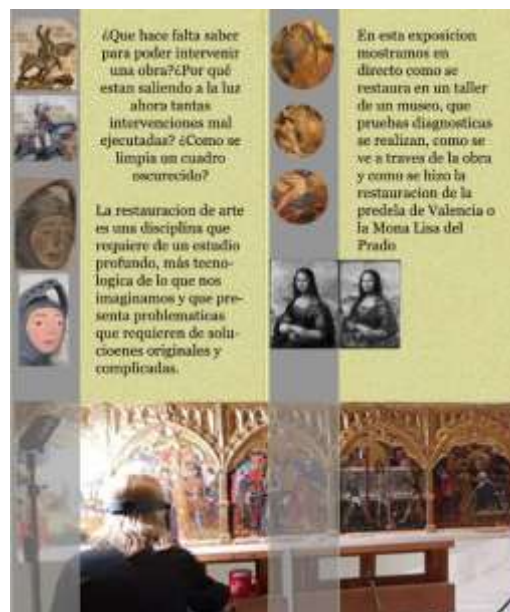 ¿Que hace falta saber
para poder intervenir
una obra?¿Por qué
estan saliendo a la luz
ahora tantas
intervenciones mal
ejecutadas? ¿Como se
limpia un cuadro
oscurecido?
La restauracion de arte
es una disciplina que
requiere de un estudio
profundo, más tecno-
logica de lo que nos
imaginamos y que pre-
senta problematicas
que requieren de solu-
cioenes originales y
complicadas.
En esta exposicion
mostramos en
directo como se
restaura en un taller
de un museo, que
pruebas diagnosticas
se realizan, como se
ve a traves de la obra
y como se hizo la
restauracion de la
predela de Valencia o
la Mona Lisa del
Prado